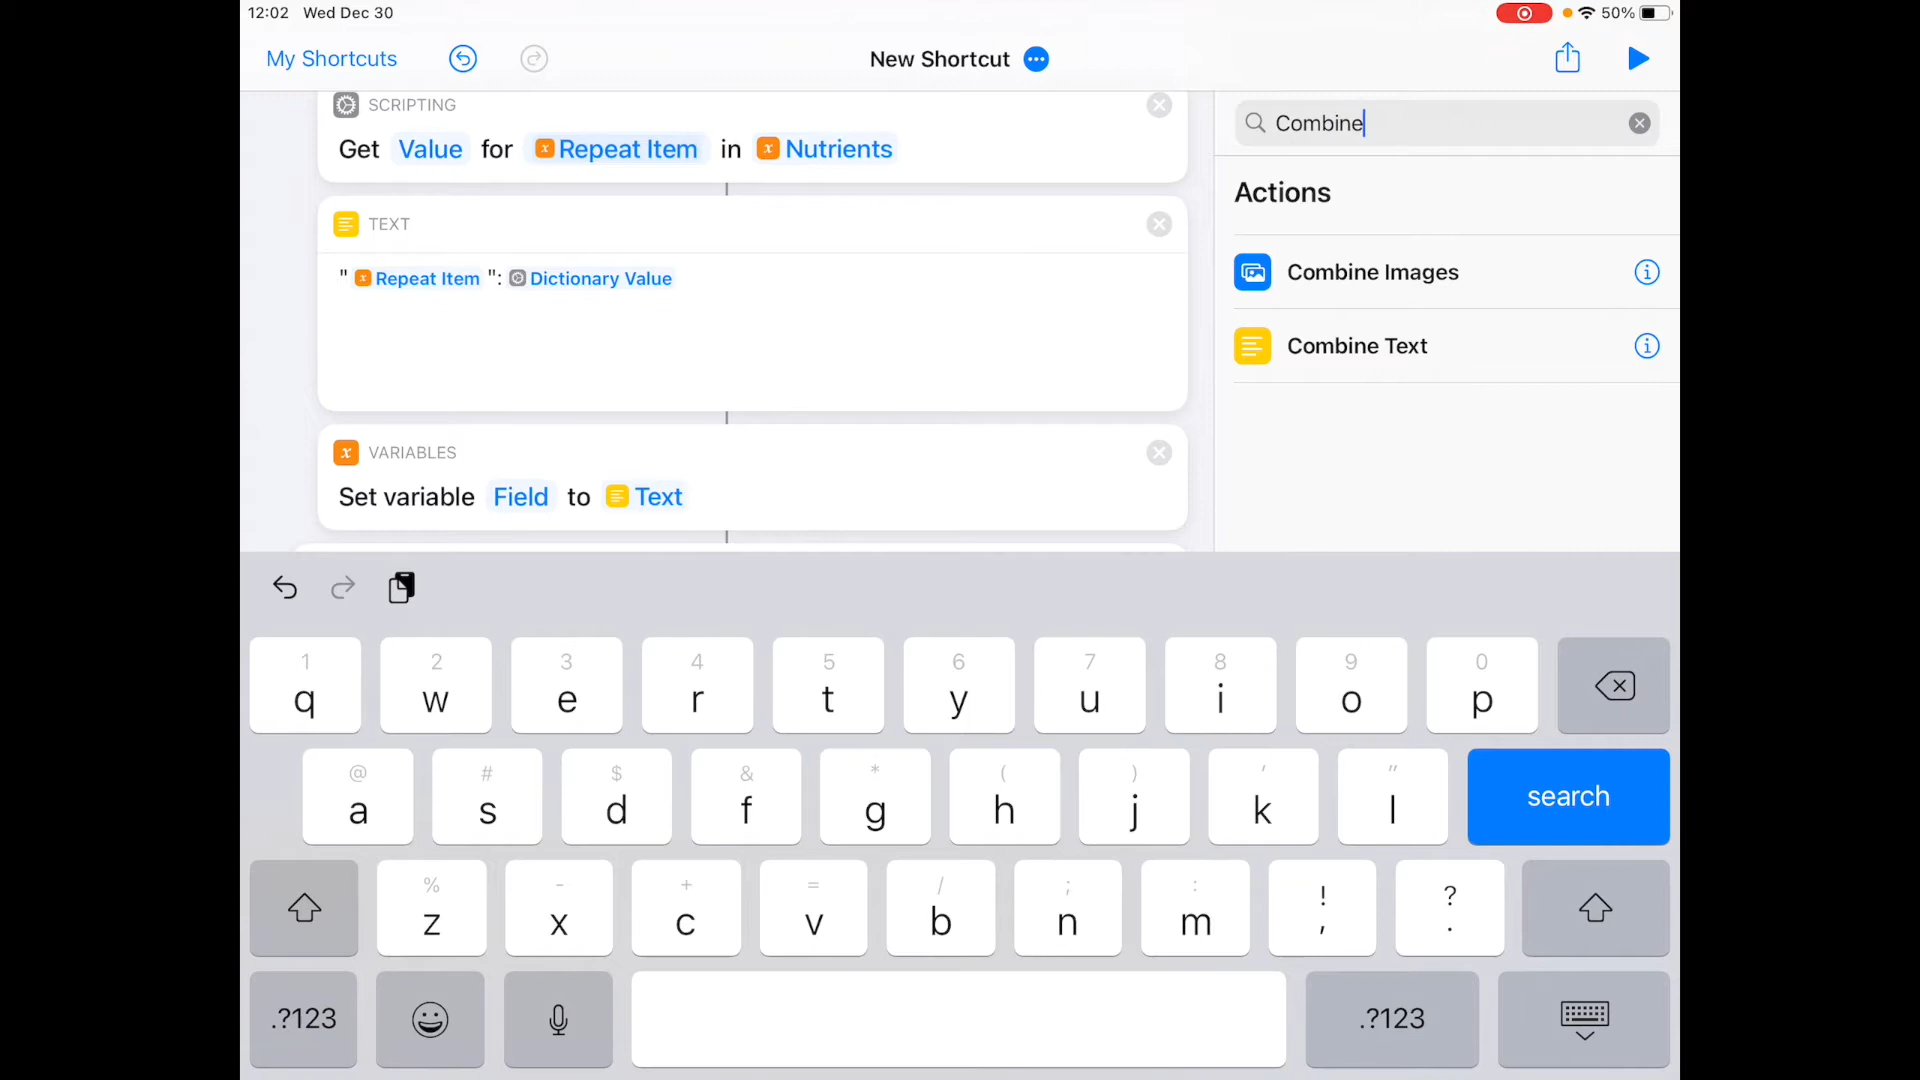 12:02 Wed Dec 30
50%
My Shortcuts
New Shortcut
SCRIPTING
Get Value for x Repeat Item in x Nutrients
TEXT
" x Repeat Item ": Dictionary Value
VARIABLES
Set variable Field to Text
Combine
Actions
Combine Images
Combine Text
1 2 3 4 5 6 7 8 9 0
q w e r t y u i o p
@ # $ & * ( ) ' "
a s d f g h j k l search
% - + = / ; : ! ?
z x c v b n m , .
.?123 .?123